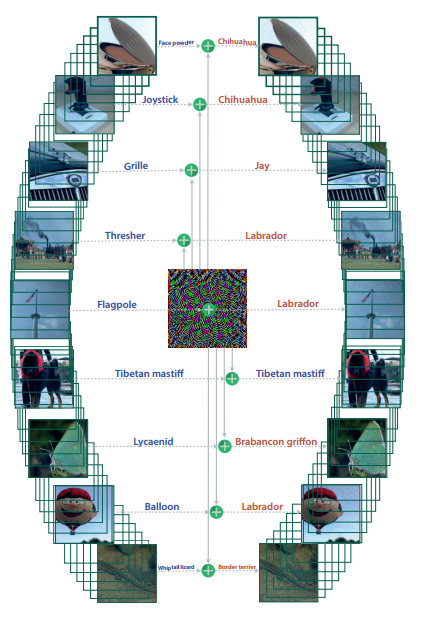 Face powder Chihuahua
Joystick Chihuahua
Grille Jay
Thresher Labrador
Flagpole Labrador
Tibetan mastiff Tibetan mastiff
Lycaenid Brabancon griffon
Balloon Labrador
Whiptail lizard Border terrier